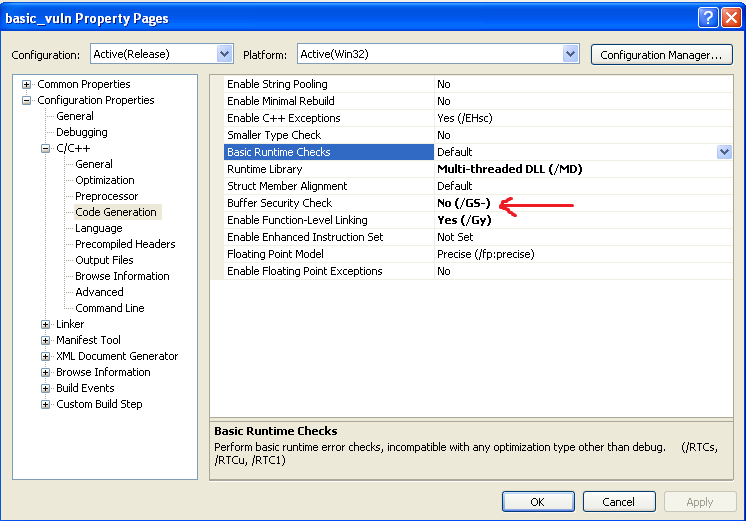 basic_vuln Property Pages
Configuration: Active(Release) Platform: Active(Win32) Configuration Manager...
Common Properties
Configuration Properties
General
Debugging
C/C++
General
Optimization
Preprocessor
Code Generation
Language
Precompiled Headers
Output Files
Browse Information
Advanced
Command Line
Linker
Manifest Tool
XML Document Generator
Browse Information
Build Events
Custom Build Step
Enable String Pooling No
Enable Minimal Rebuild No
Enable C++ Exceptions Yes (/EHsc)
Smaller Type Check No
Basic Runtime Checks Default
Runtime Library Multi-threaded DLL (/MD)
Struct Member Alignment Default
Buffer Security Check No (/GS-)
Enable Function-Level Linking Yes (/Gy)
Enable Enhanced Instruction Set Not Set
Floating Point Model Precise (/fp:precise)
Enable Floating Point Exceptions No
Basic Runtime Checks
Perform basic runtime error checks, incompatible with any optimization type other than debug. (/RTCs,
/RTCu, /RTC1)
OK Cancel Apply